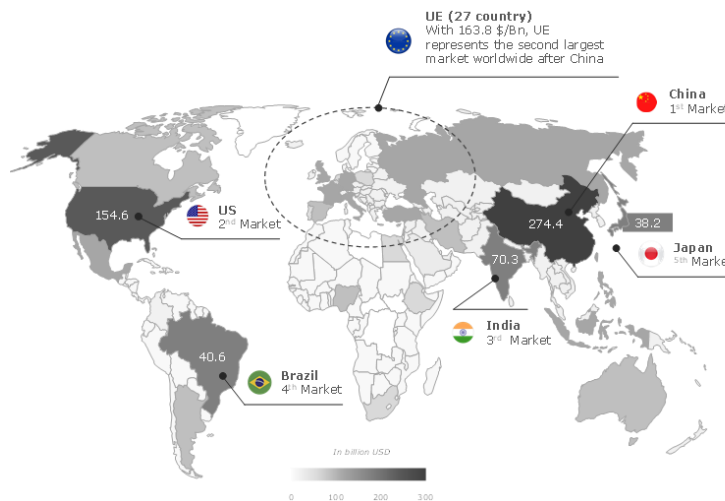 UE (27 country)
With 163.8 $/Bn, UE
represents the second largest
market worldwide after China
China
1st Market
154.6
US
2nd Market
274.4
38.2
70.3
Japan
5th Market
India
3rd Market
40.6
Brazil
4th Market
In billion USD
0 100 200 300